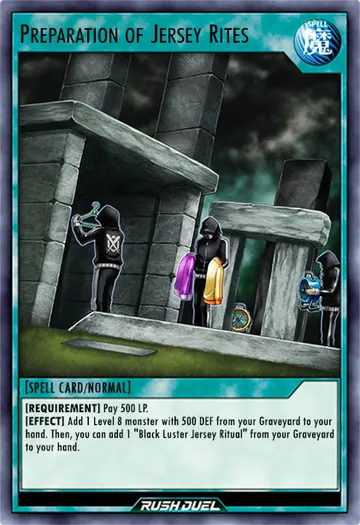 PREPARATION OF JERSEY RITES
SPELL
魔
[SPELL CARD/NORMAL]
[REQUIREMENT] Pay 500 LP.
[EFFECT] Add 1 Level 8 monster with 500 DEF from your Graveyard to your
hand. Then, you can add 1 "Black Luster Jersey Ritual" from your Graveyard
to your hand.
RUSH DUEL